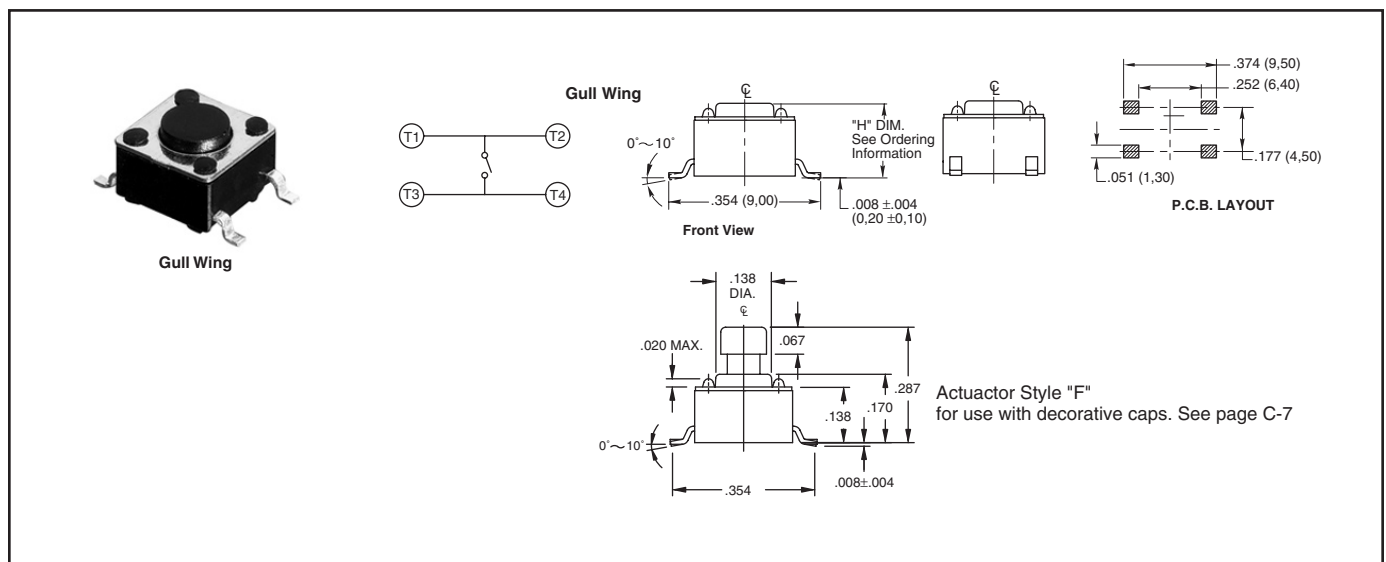 Gull Wing
T1
T2
T3
T4
Gull Wing
℄
0°~10°
"H" DIM.
See Ordering
Information
.354 (9,00)
.008 ±.004
(0,20 ±0,10)
Front View
℄
.374 (9,50)
.252 (6,40)
.177 (4,50)
.051 (1,30)
P.C.B. LAYOUT
.138
DIA.
℄
.020 MAX.
.067
.287
.170
.138
0°~10°
.354
.008±.004
Actuactor Style "F"
for use with decorative caps. See page C-7